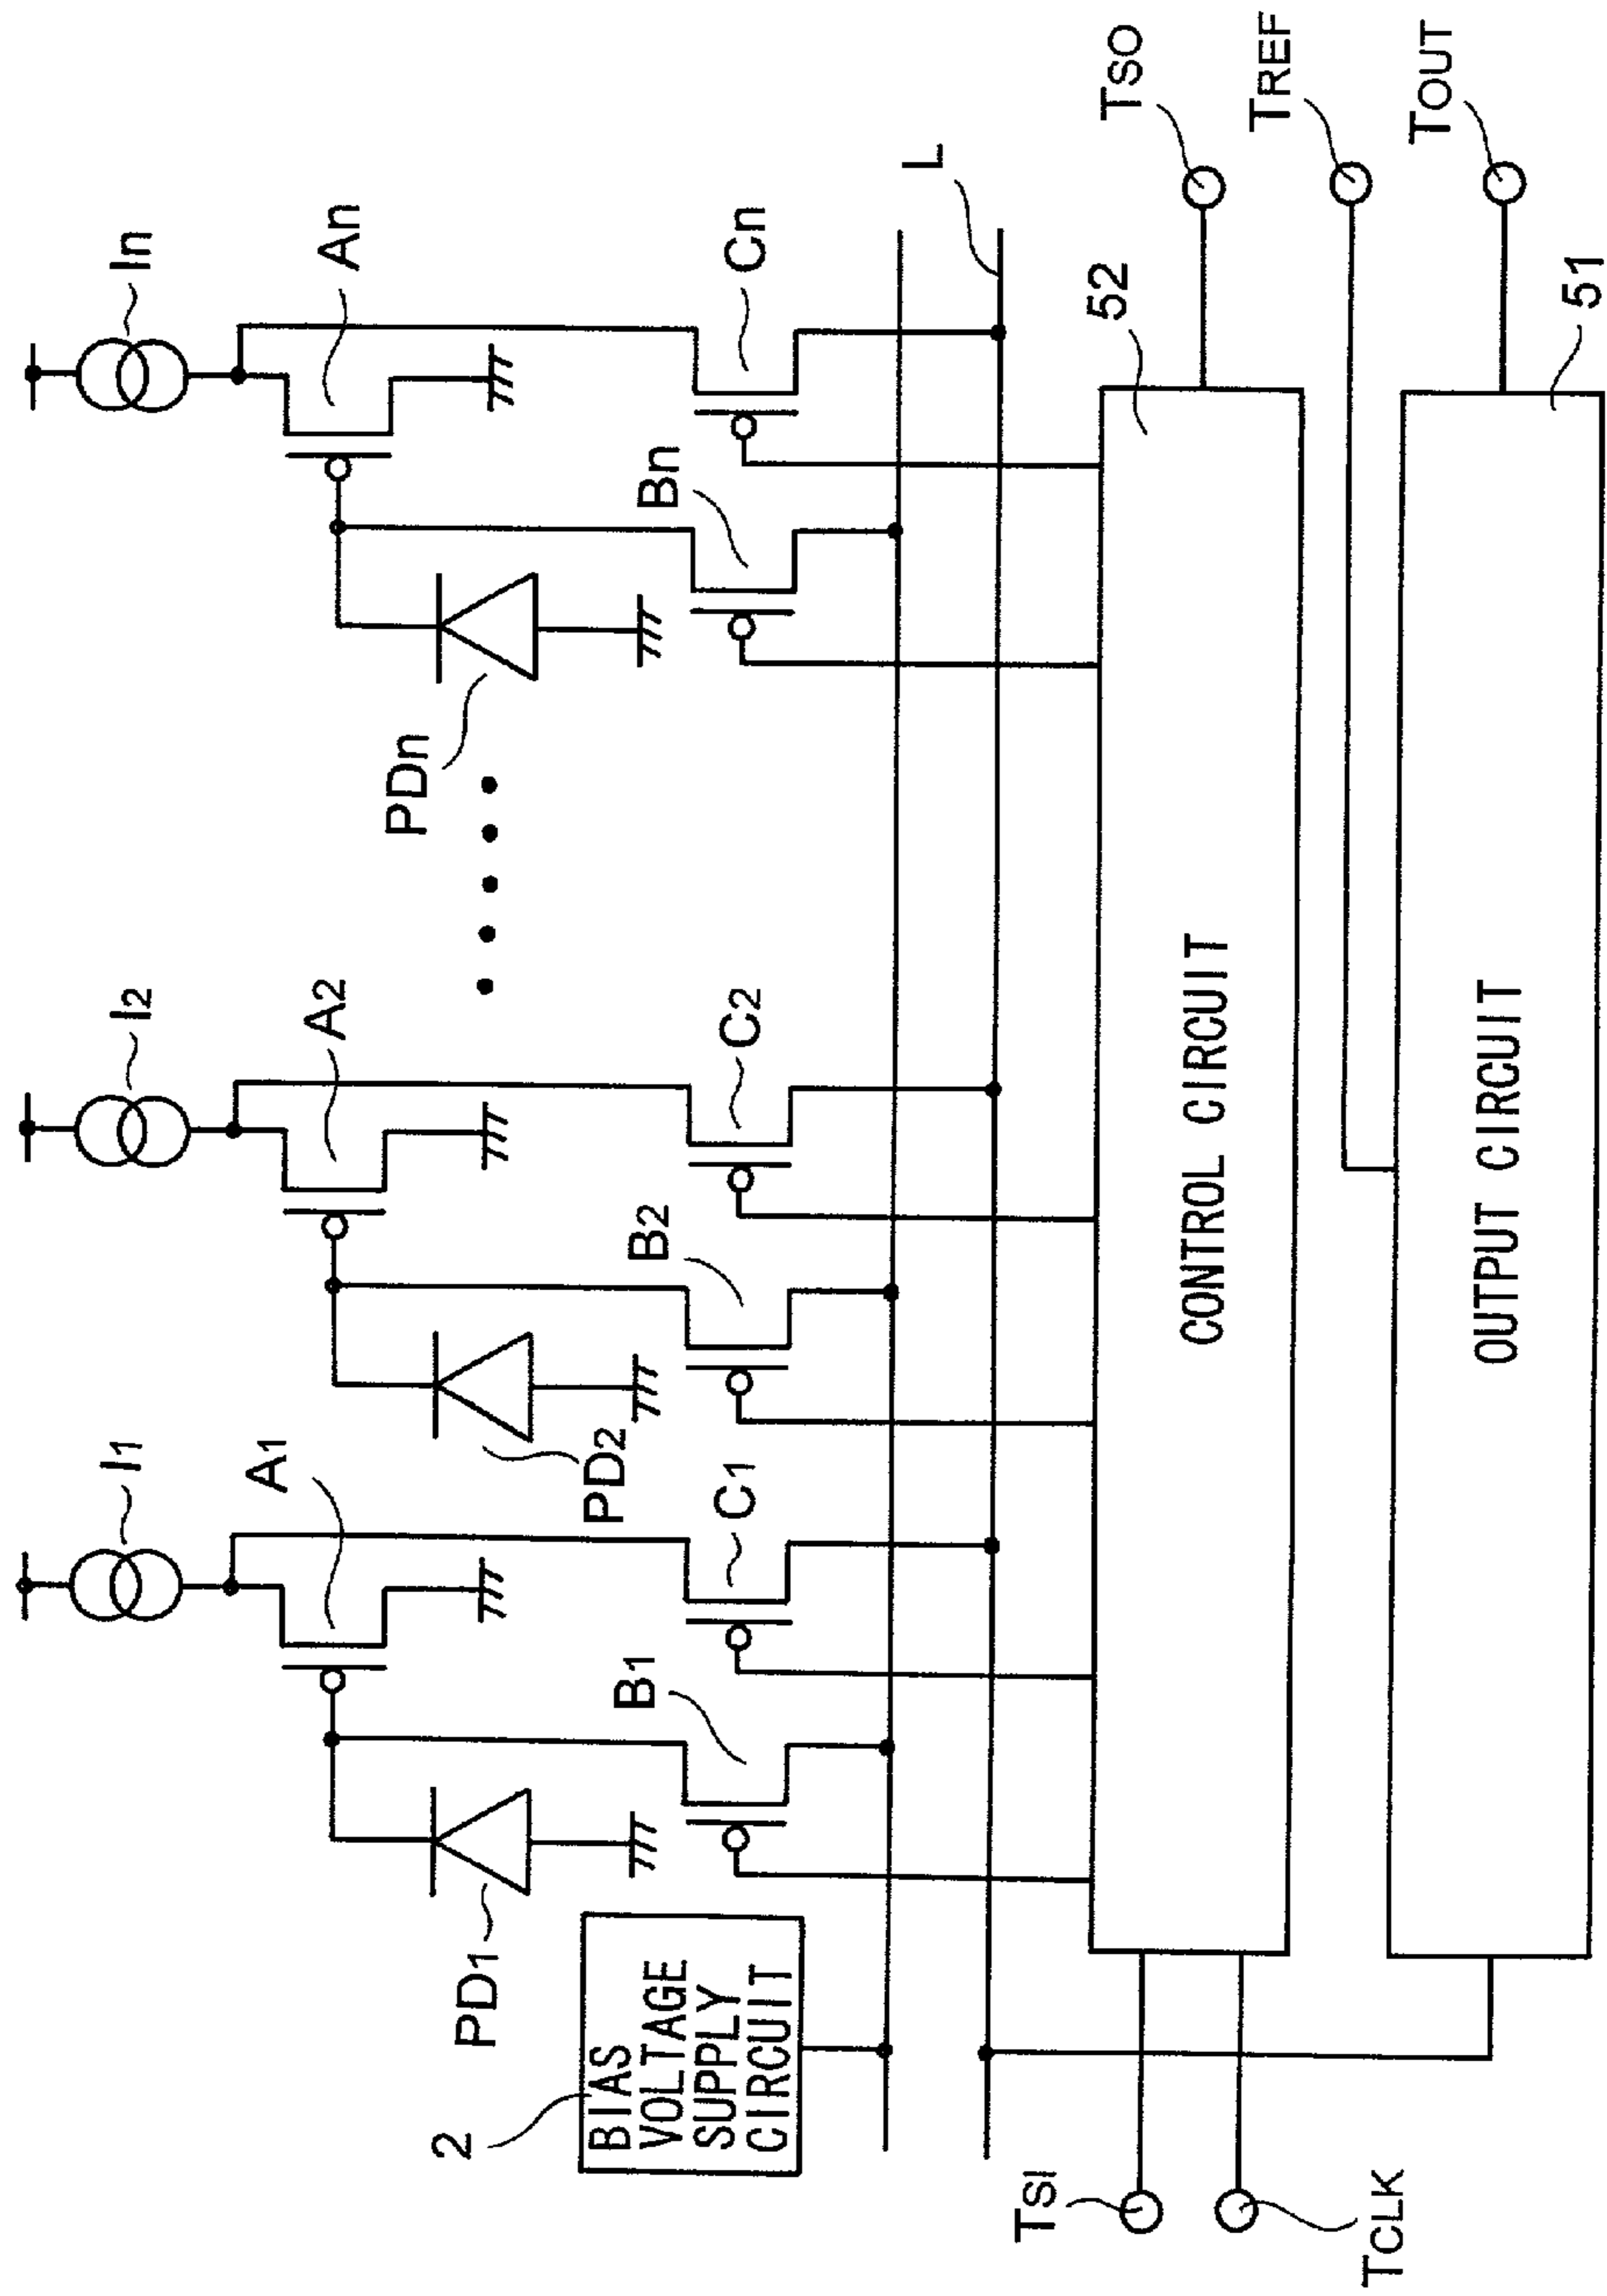 I1
I2
In
A1
A2
An
PD1
PD2
PDn
B1
C1
B2
C2
Bn
Cn
2
BIAS
VOLTAGE
SUPPLY
CIRCUIT
L
TSI
TCLK
CONTROL CIRCUIT
52
TSO
TREF
OUTPUT CIRCUIT
51
TOUT